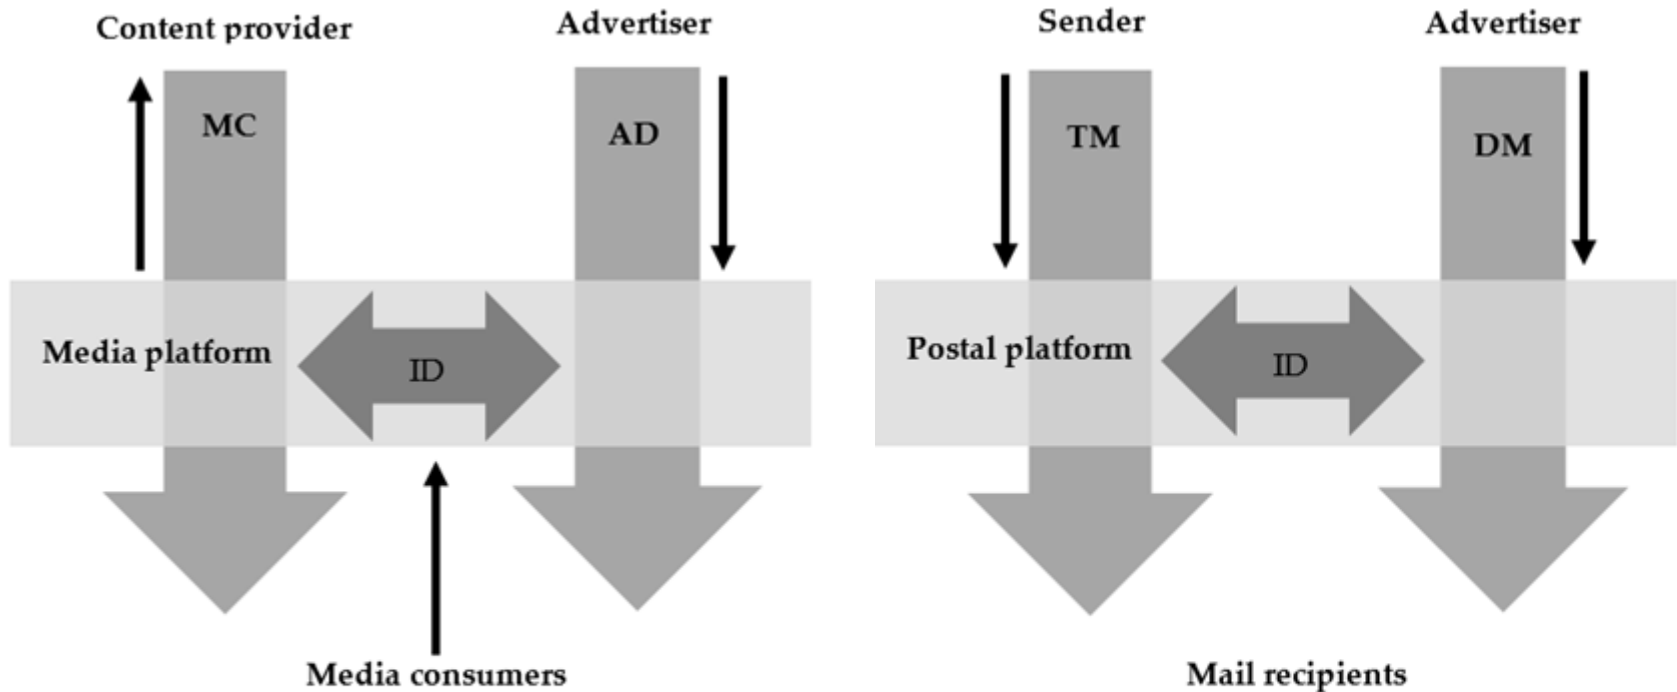 Content provider
Advertiser
MC
AD
Media platform
ID
Media consumers
Sender
Advertiser
TM
DM
Postal platform
ID
Mail recipients